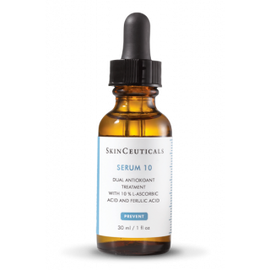 SKINCEUTICALS
SERUM 10
DUAL ANTIOXIDANT
TREATMENT
WITH 10 % L-ASCORBIC
ACID AND FERULIC ACID
PREVENT
30 ml / 1 fl oz